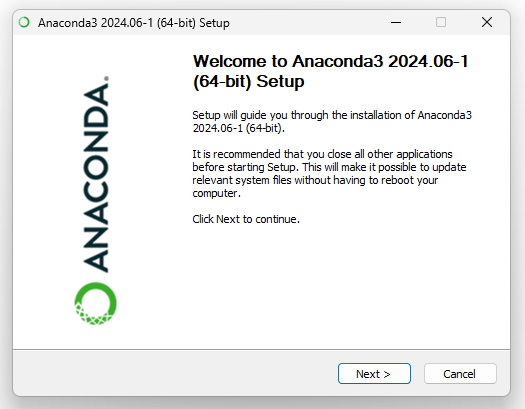 Anaconda3 2024.06-1 (64-bit) Setup
ANACONDA.
Welcome to Anaconda3 2024.06-1
(64-bit) Setup
Setup will guide you through the installation of Anaconda3
2024.06-1 (64-bit).
It is recommended that you close all other applications
before starting Setup. This will make it possible to update
relevant system files without having to reboot your
computer.
Click Next to continue.
Next >
Cancel